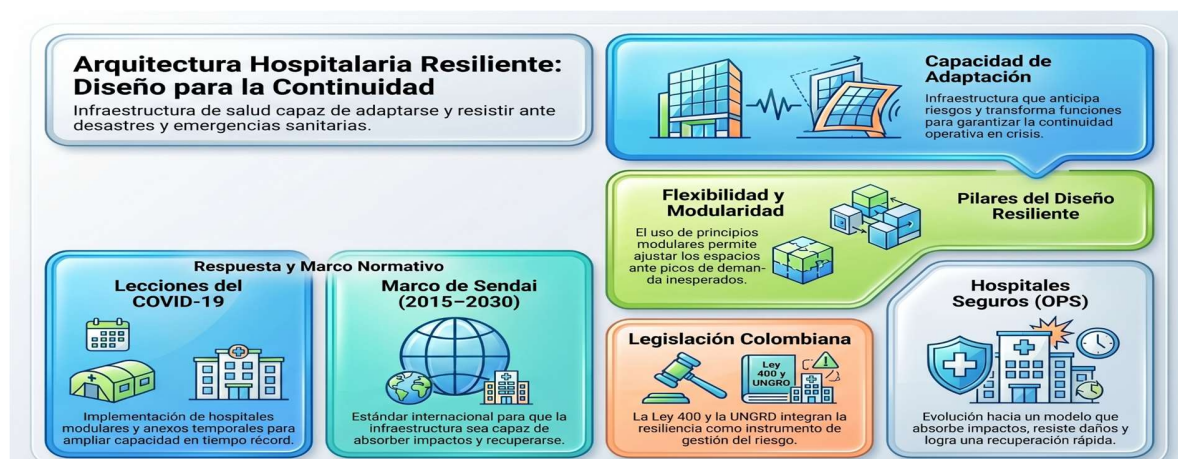 Arquitectura Hospitalaria Resiliente:
Diseño para la Continuidad
Infraestructura de salud capaz de adaptarse y resistir ante
desastres y emergencias sanitarias.
Capacidad de
Adaptación
Infraestructura que anticipa
riesgos y transforma funciones
para garantizar la continuidad
operativa en crisis.
Flexibilidad y
Modularidad
El uso de principios
modulares permite
ajustar los espacios
ante picos de deman-
da inesperados.
Pilares del Diseño
Resiliente
Respuesta y Marco Normativo
Lecciones del
COVID-19
Implementación de hospitales
modulares y anexos temporales para
ampliar capacidad en tiempo récord.
Marco de Sendai
(2015–2030)
Estándar internacional para que la
infraestructura sea capaz de
absorber impactos y recuperarse.
Legislación Colombiana
Ley
400 y
UNGRO
La Ley 400 y la UNGRD integran la
resiliencia como instrumento de
gestión del riesgo.
Hospitales
Seguros (OPS)
Evolución hacia un modelo que
absorbe impactos, resiste daños y
logra una recuperación rápida.